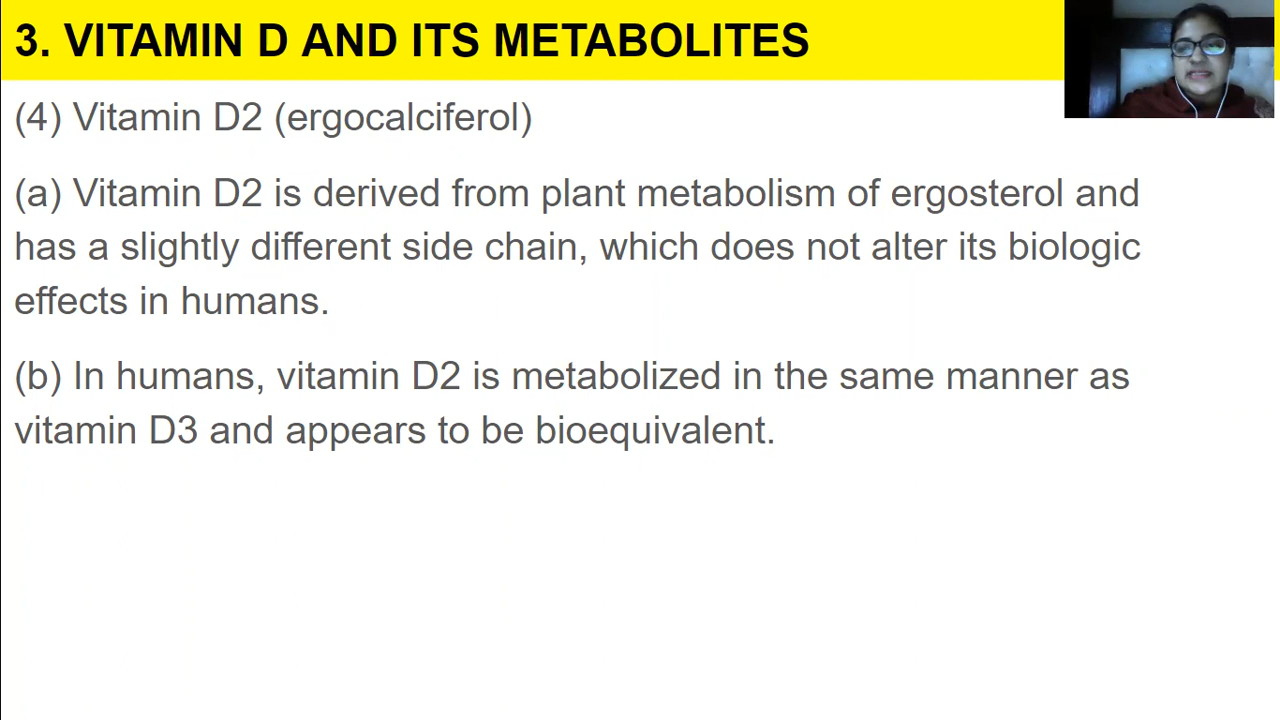 3. VITAMIN D AND ITS METABOLITES
(4) Vitamin D2 (ergocalciferol)
(a) Vitamin D2 is derived from plant metabolism of ergosterol and
has a slightly different side chain, which does not alter its biologic
effects in humans.
(b) In humans, vitamin D2 is metabolized in the same manner as
vitamin D3 and appears to be bioequivalent.